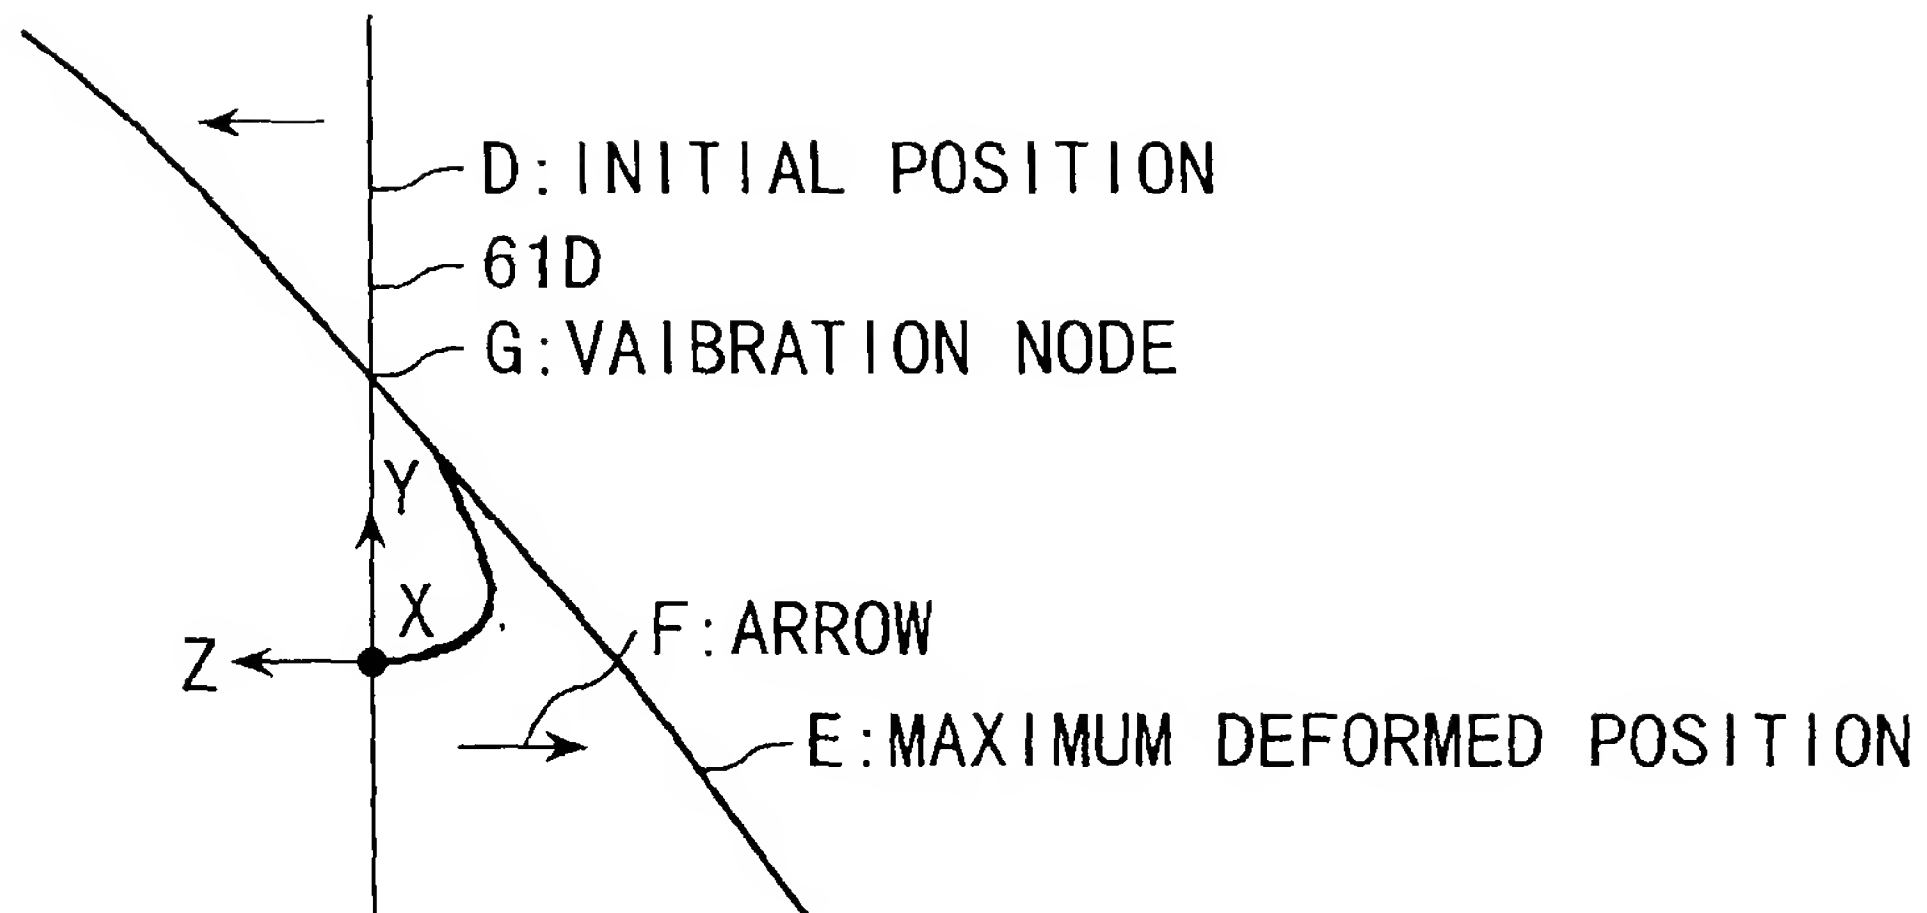 D:INITIAL POSITION
61D
G:VAIBRATION NODE
Y
X
Z
F:ARROW
E:MAXIMUM DEFORMED POSITION